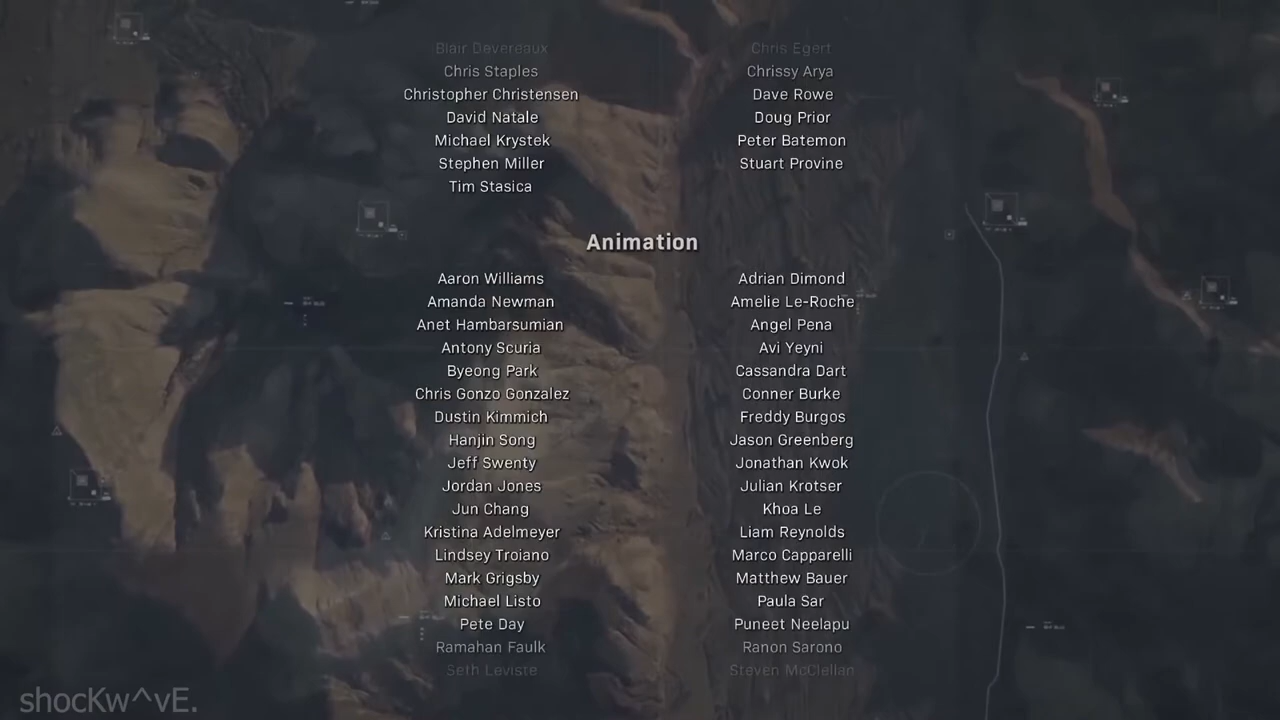 Blair Devereaux Chris Egert
Chris Staples Chrissy Arya
Christopher Christensen Dave Rowe
David Natale Doug Prior
Michael Krystek Peter Batemon
Stephen Miller Stuart Provine
Tim Stasica
Animation
Aaron Williams Adrian Dimond
Amanda Newman Amelie Le-Roche
Anet Hambarsumian Angel Pena
Antony Scuria Avi Yeyni
Byeong Park Cassandra Dart
Chris Gonzo Gonzalez Conner Burke
Dustin Kimmich Freddy Burgos
Hanjin Song Jason Greenberg
Jeff Swenty Jonathan Kwok
Jordan Jones Julian Krotser
Jun Chang Khoa Le
Kristina Adelmeyer Liam Reynolds
Lindsey Troiano Marco Capparelli
Mark Grigsby Matthew Bauer
Michael Listo Paula Sar
Pete Day Puneet Neelapu
Ramahan Faulk Ranon Sarono
Seth Leviste Steven McClellan
shocKw^vE.